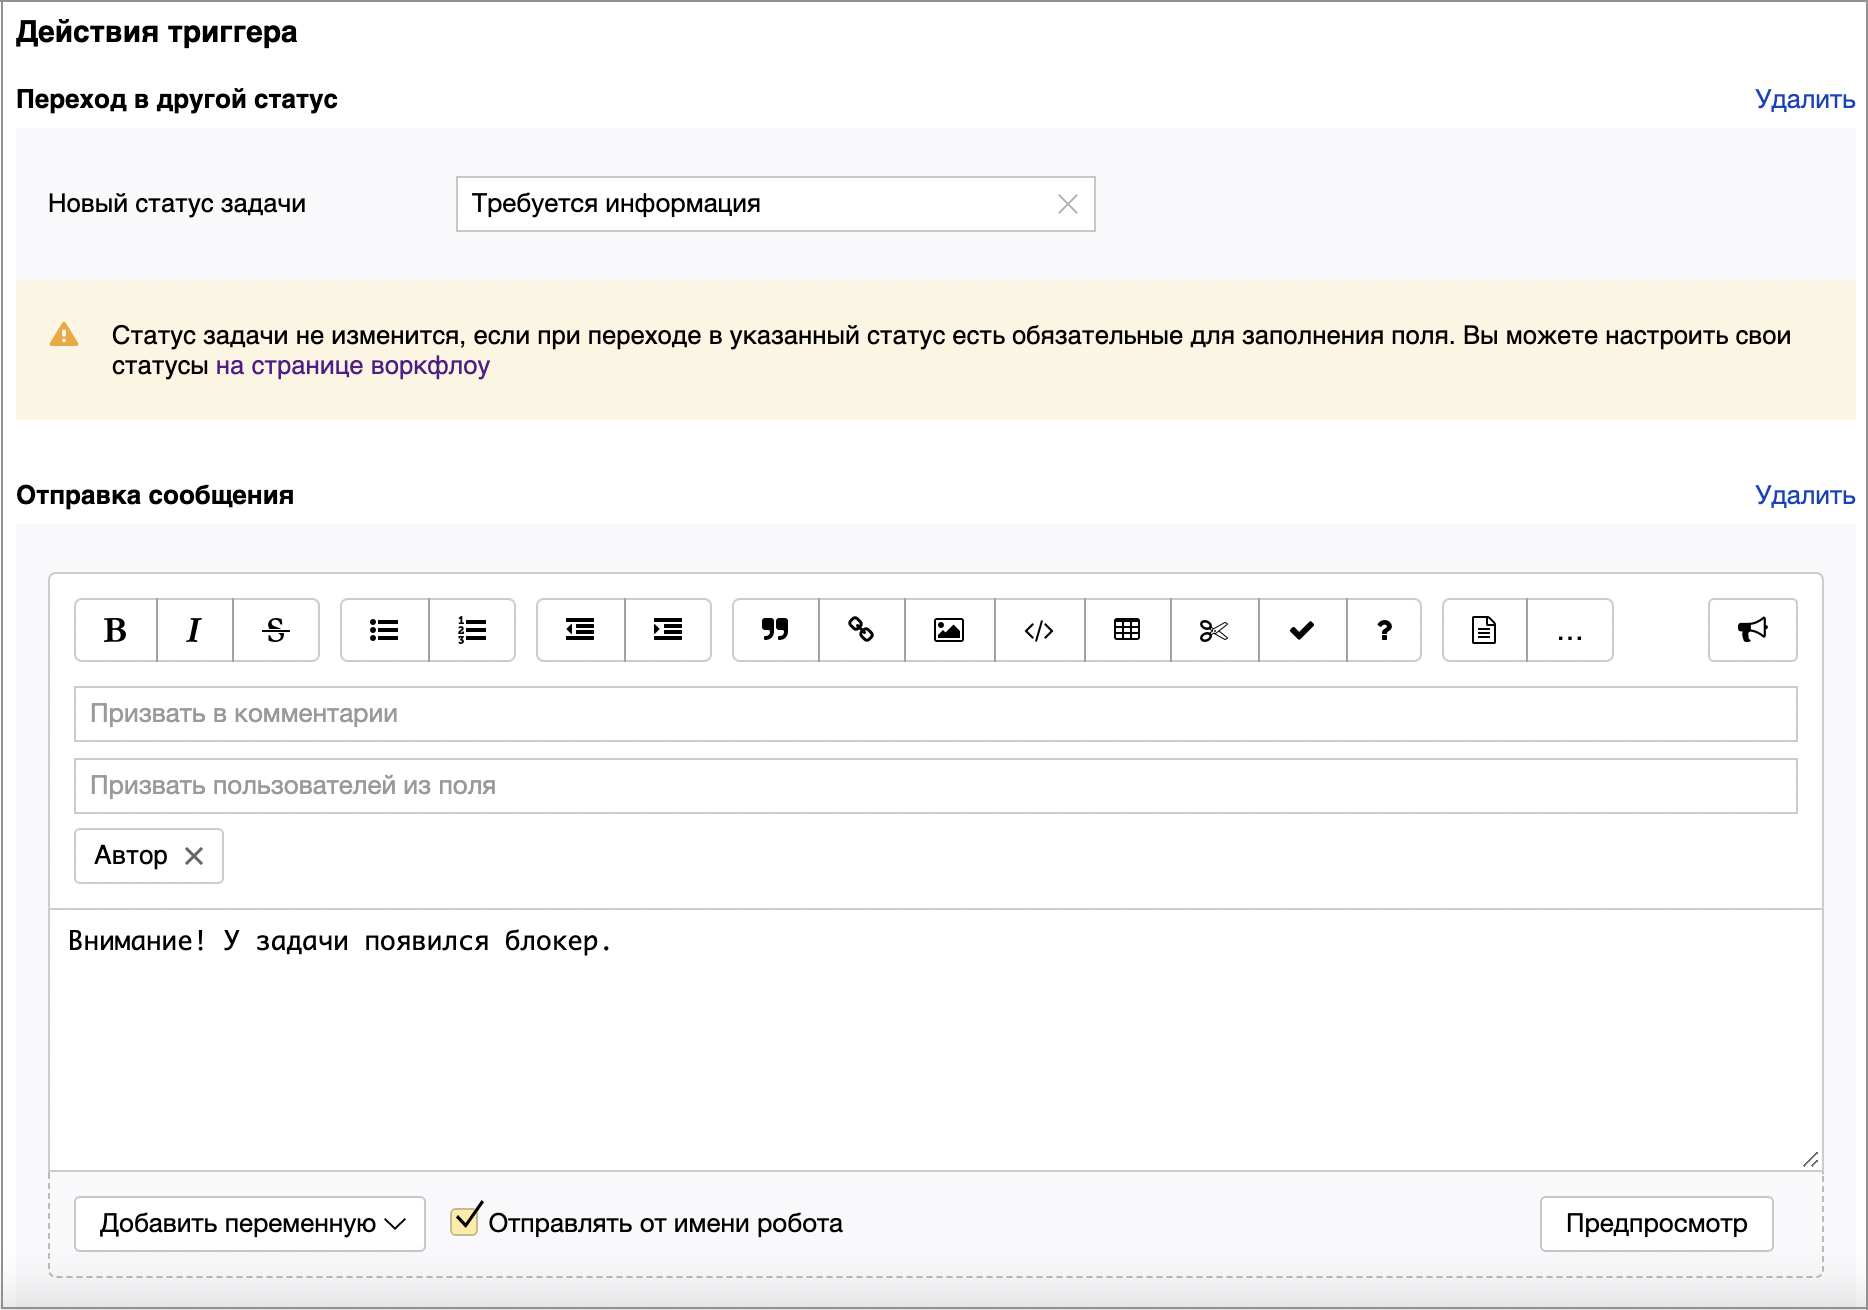 Действия триггера
Переход в другой статус
Удалить
Новый статус задачи
Требуется информация
Статус задачи не изменится, если при переходе в указанный статус есть обязательные для заполнения поля. Вы можете настроить свои
статусы на странице воркфлоу
Отправка сообщения
Удалить
B I S </> ? ...
Призвать в комментарии
Призвать пользователей из поля
Автор
Внимание! У задачи появился блокер.
Добавить переменную
Отправлять от имени робота
Предпросмотр